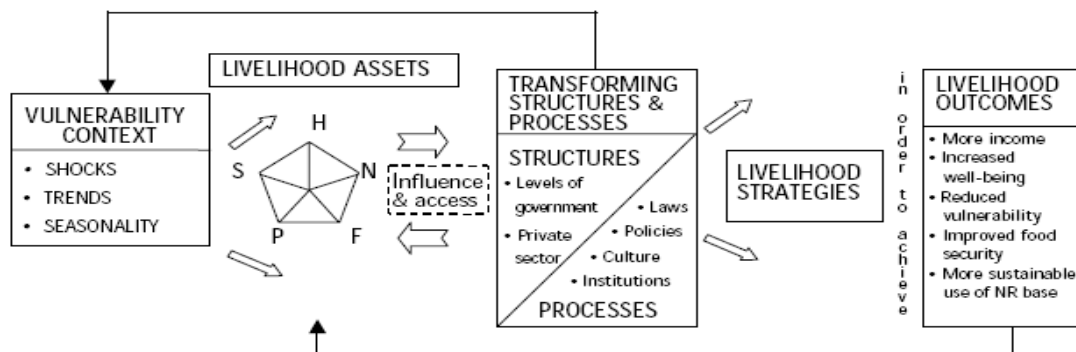 LIVELIHOOD ASSETS
VULNERABILITY
CONTEXT
• SHOCKS
• TRENDS
• SEASONALITY
H
S
N
P
F
Influence
& access
TRANSFORMING
STRUCTURES &
PROCESSES
STRUCTURES
• Levels of
government
• Private
sector
• Laws
• Policies
• Culture
• Institutions
PROCESSES
LIVELIHOOD
STRATEGIES
in order to achieve
LIVELIHOOD
OUTCOMES
• More income
• Increased
well-being
• Reduced
vulnerability
• Improved food
security
• More sustainable
use of NR base